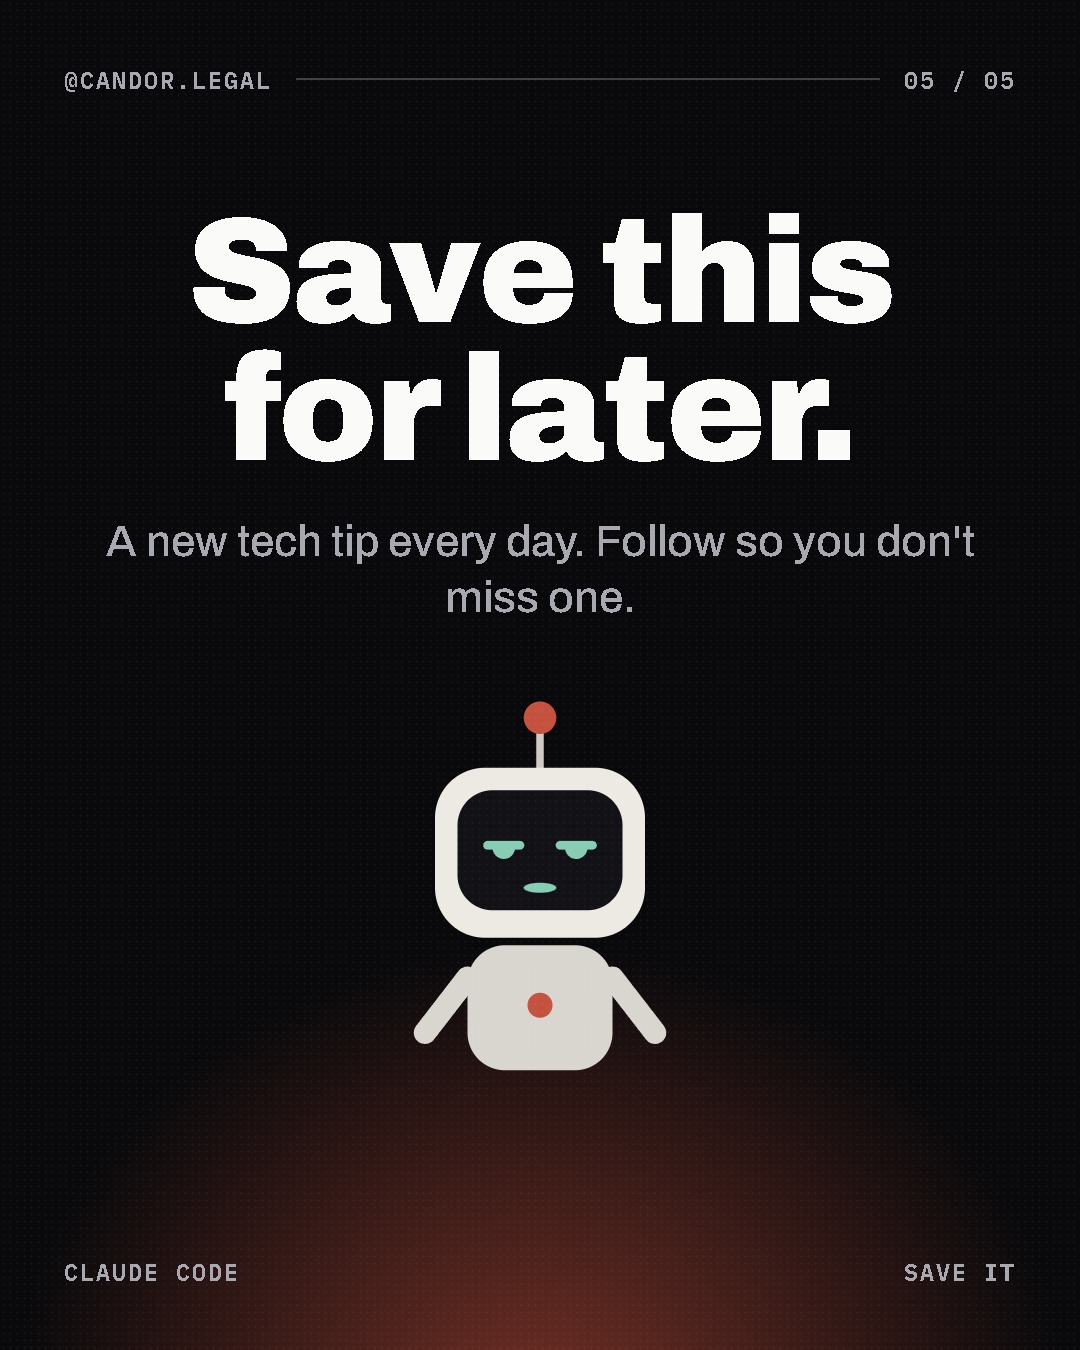 @CANDOR.LEGAL
05 / 05
Save this
for later.
A new tech tip every day. Follow so you don't
miss one.
CLAUDE CODE
SAVE IT